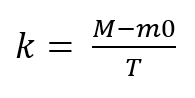 k = (M−m0)/T